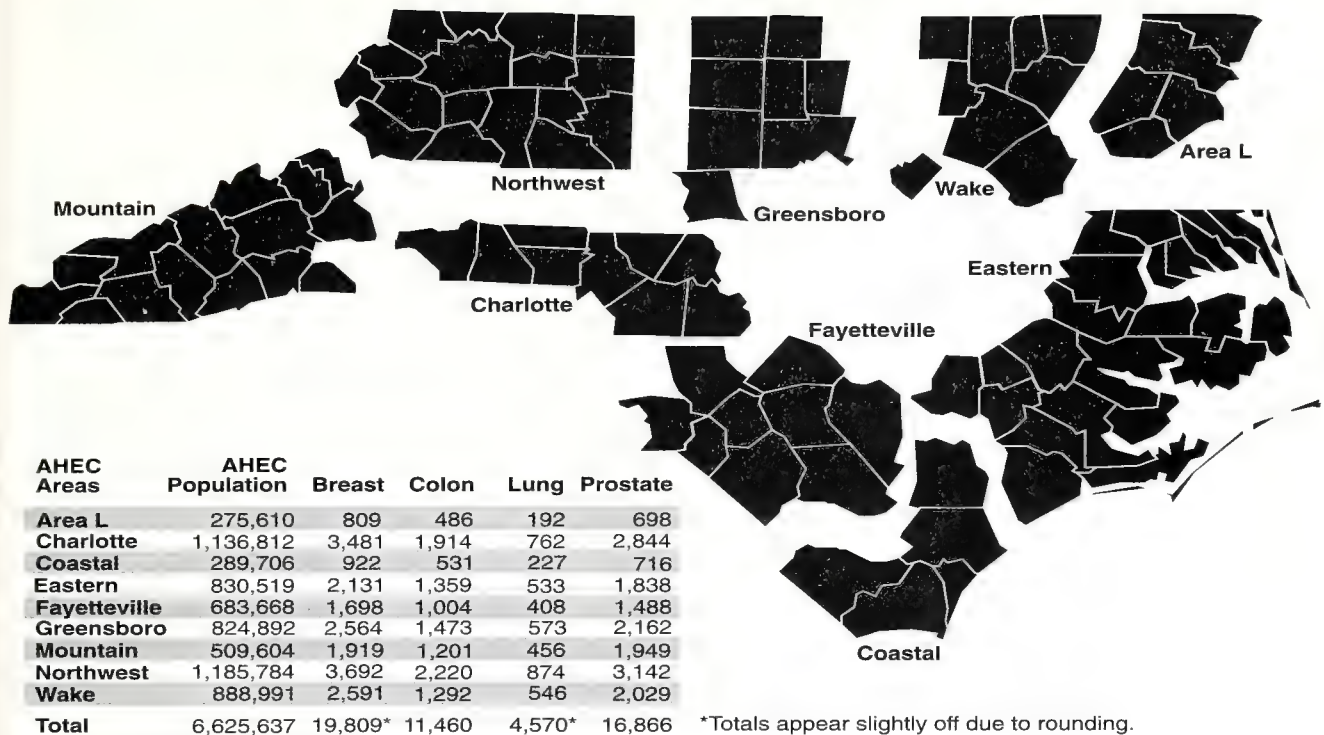 Northwest
Greensboro
Wake
Area L
Mountain
Charlotte
Eastern
Fayetteville
Coastal
AHEC Areas AHEC Population Breast Colon Lung Prostate
Area L 275,610 809 486 192 698
Charlotte 1,136,812 3,481 1,914 762 2,844
Coastal 289,706 922 531 227 716
Eastern 830,519 2,131 1,359 533 1,838
Fayetteville 683,668 1,698 1,004 408 1,488
Greensboro 824,892 2,564 1,473 573 2,162
Mountain 509,604 1,919 1,201 456 1,949
Northwest 1,185,784 3,692 2,220 874 3,142
Wake 888,991 2,591 1,292 546 2,029
Total 6,625,637 19,809* 11,460 4,570* 16,866
*Totals appear slightly off due to rounding.